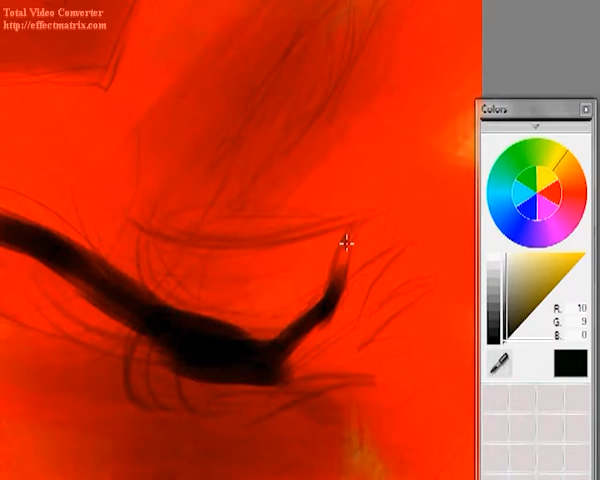 Total Video Converter
http://effectmatrix.com
Colors
R: 10
G: 9
B: 0